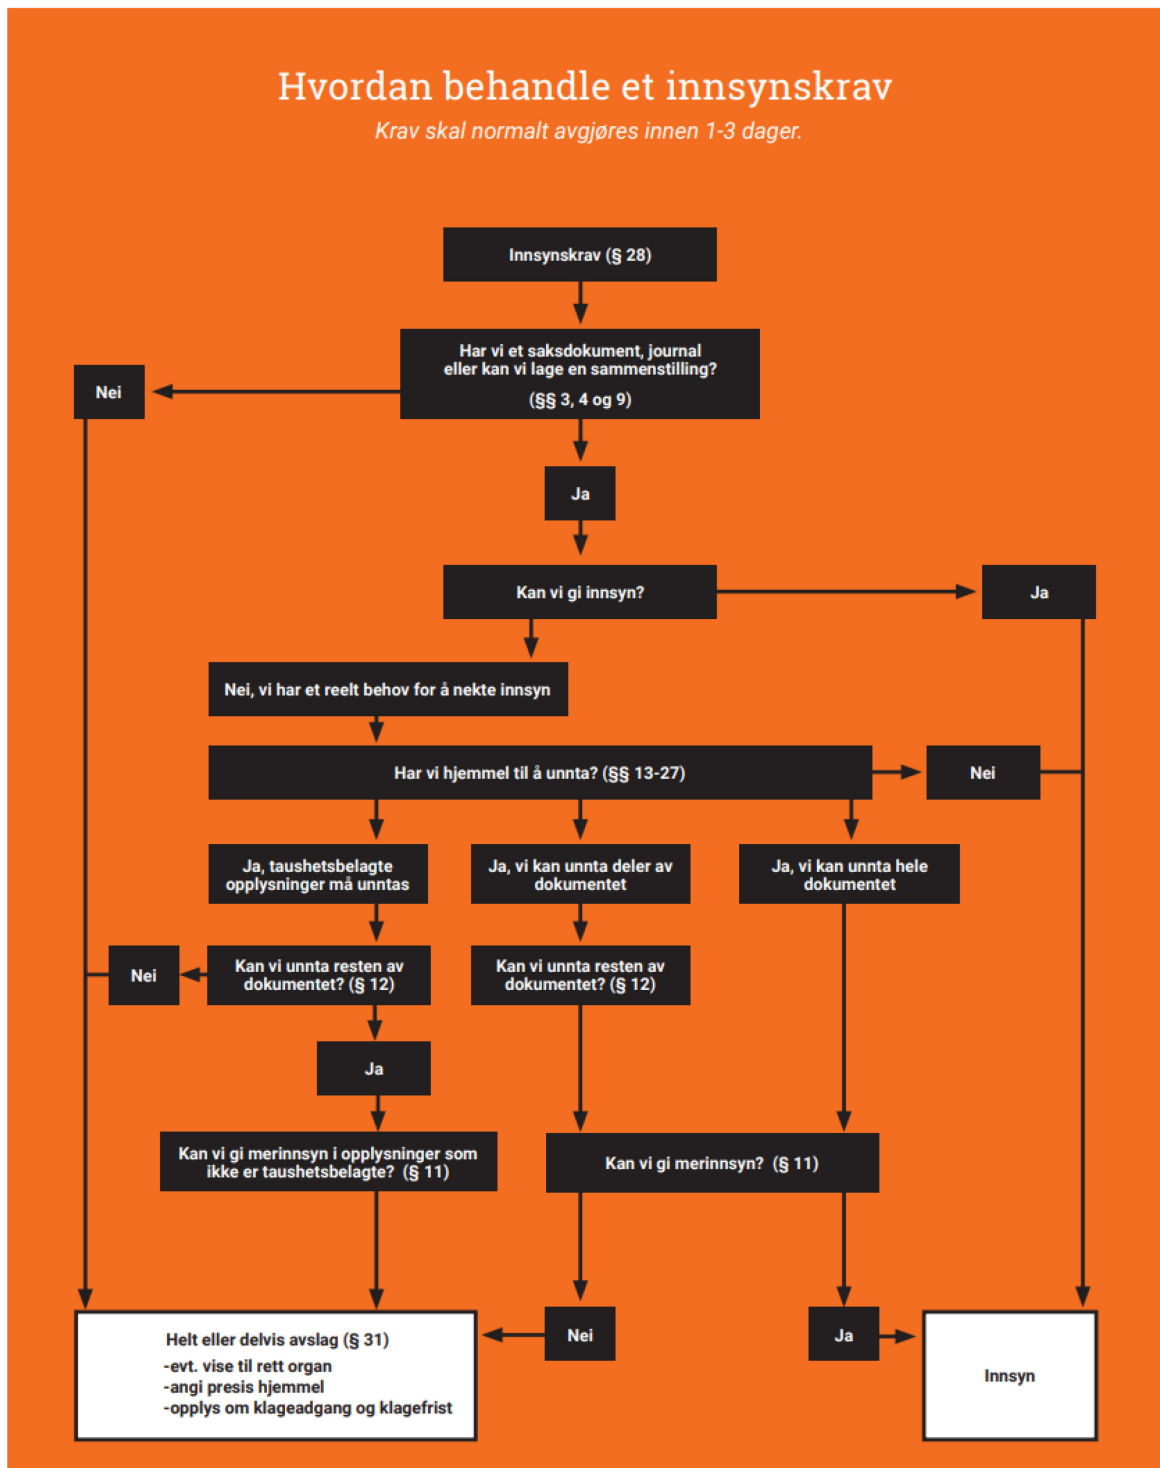 Hvordan behandle et innsynskrav
Krav skal normalt avgjøres innen 1-3 dager.
Innsynskrav (§ 28)
Har vi et saksdokument, journal
eller kan vi lage en sammenstilling?
(§§ 3, 4 og 9)
Nei
Ja
Kan vi gi innsyn?
Ja
Nei, vi har et reelt behov for å nekte innsyn
Har vi hjemmel til å unnta? (§§ 13-27)
Nei
Ja, taushetsbelagte
opplysninger må unntas
Ja, vi kan unnta deler av
dokumentet
Ja, vi kan unnta hele
dokumentet
Nei
Kan vi unnta resten av
dokumentet? (§ 12)
Kan vi unnta resten av
dokumentet? (§ 12)
Ja
Kan vi gi merinnsyn i opplysninger som
ikke er taushetsbelagte? (§ 11)
Kan vi gi merinnsyn? (§ 11)
Helt eller delvis avslag (§ 31)
-evt. vise til rett organ
-angi presis hjemmel
-opplys om klageadgang og klagefrist
Nei
Ja
Innsyn